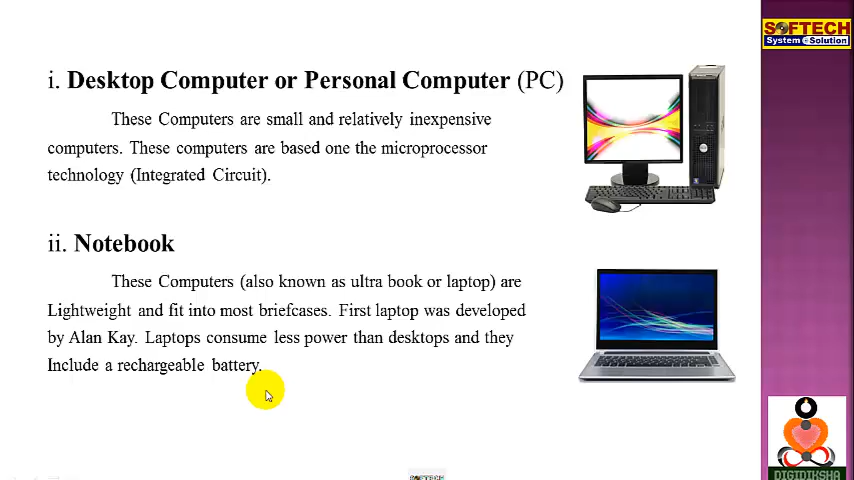 SOFTECH
System e Solution
i. Desktop Computer or Personal Computer (PC)
These Computers are small and relatively inexpensive
computers. These computers are based one the microprocessor
technology (Integrated Circuit).
ii. Notebook
These Computers (also known as ultra book or laptop) are
Lightweight and fit into most briefcases. First laptop was developed
by Alan Kay. Laptops consume less power than desktops and they
Include a rechargeable battery.
DIGIDIKSHA
SOFTECH